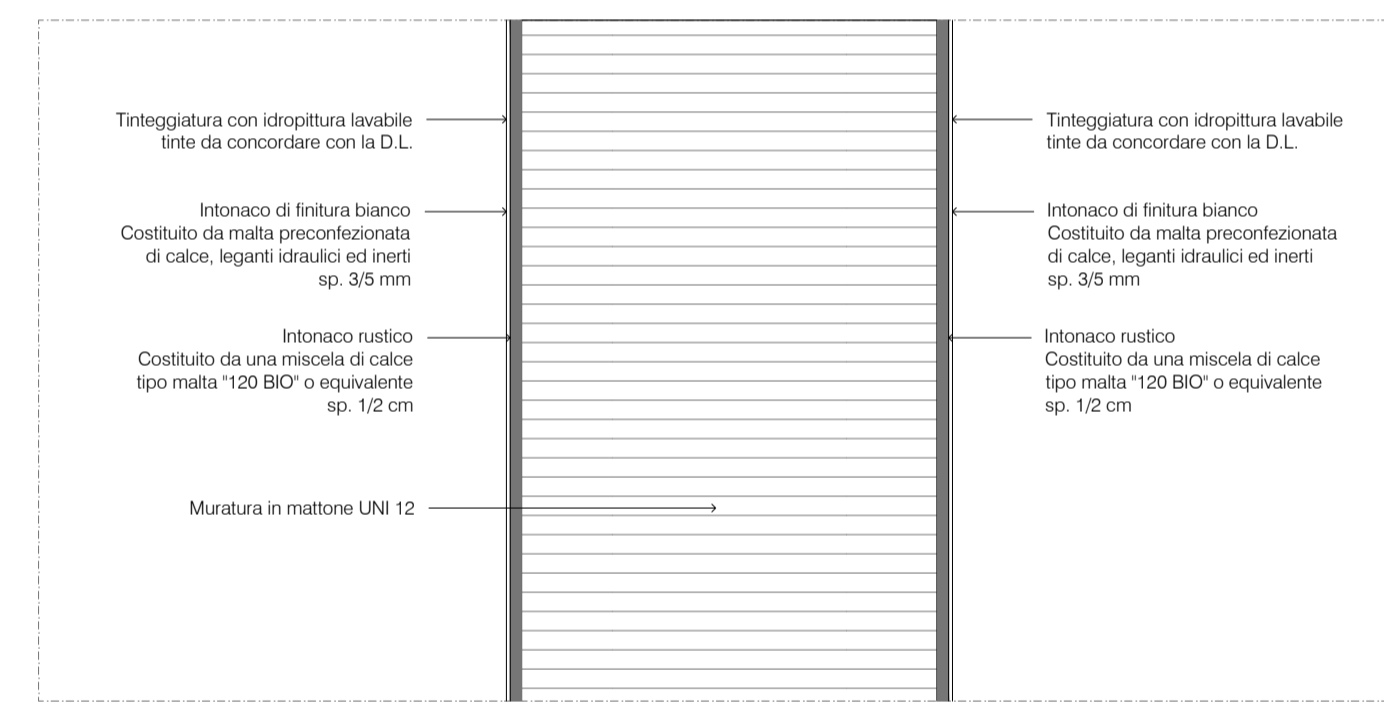 Tinteggiatura con idropittura lavabile
tinte da concordare con la D.L.
Intonaco di finitura bianco
Costituito da malta preconfezionata
di calce, leganti idraulici ed inerti
sp. 3/5 mm
Intonaco rustico
Costituito da una miscela di calce
tipo malta "120 BIO" o equivalente
sp. 1/2 cm
Muratura in mattone UNI 12
Tinteggiatura con idropittura lavabile
tinte da concordare con la D.L.
Intonaco di finitura bianco
Costituito da malta preconfezionata
di calce, leganti idraulici ed inerti
sp. 3/5 mm
Intonaco rustico
Costituito da una miscela di calce
tipo malta "120 BIO" o equivalente
sp. 1/2 cm